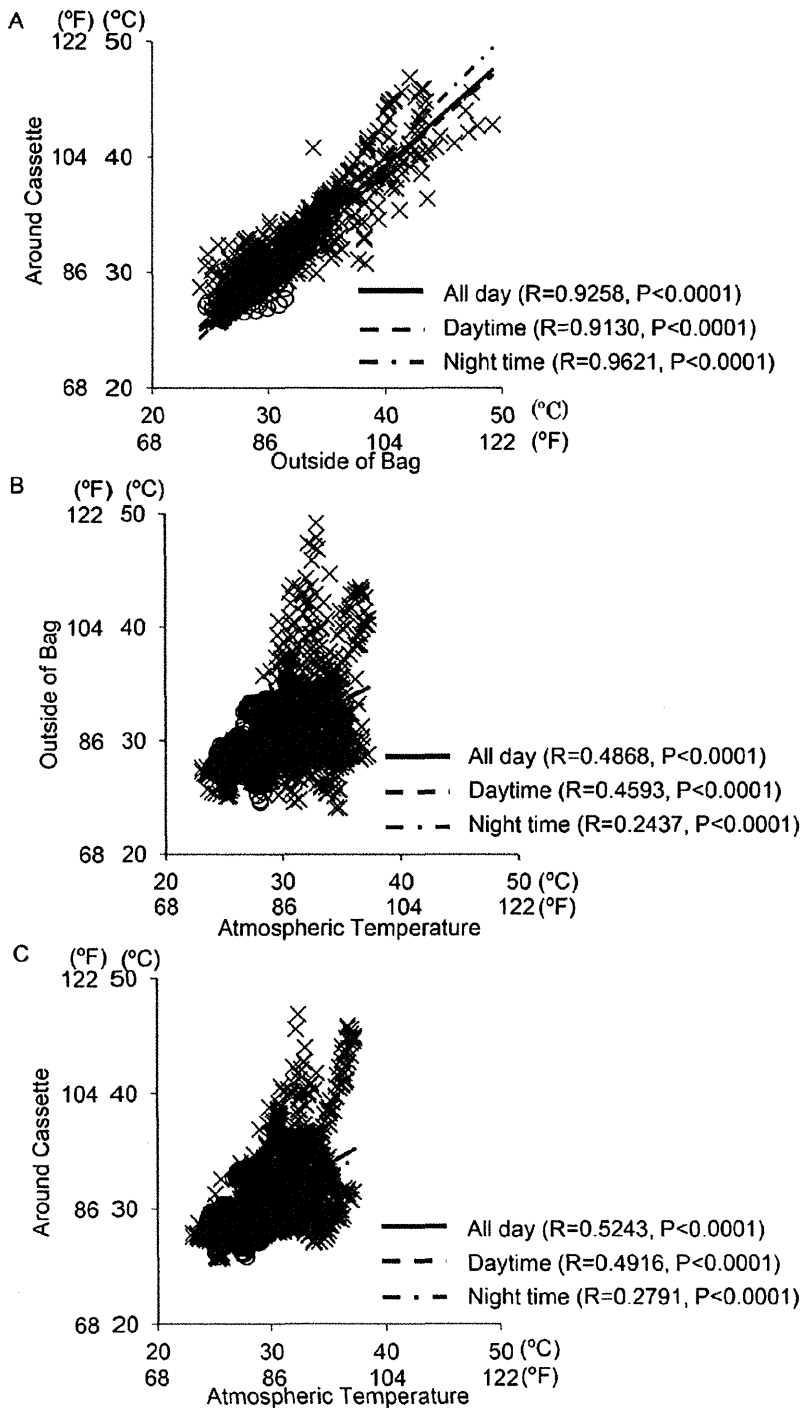 A
(ºF) (ºC)
122 50
104 40
86 30
68 20
Around Cassette
All day (R=0.9258, P<0.0001)
Daytime (R=0.9130, P<0.0001)
Night time (R=0.9621, P<0.0001)
20 30 40 50 (ºC)
68 86 104 122 (ºF)
Outside of Bag
B
(ºF) (ºC)
122 50
104 40
86 30
68 20
Outside of Bag
All day (R=0.4868, P<0.0001)
Daytime (R=0.4593, P<0.0001)
Night time (R=0.2437, P<0.0001)
20 30 40 50 (ºC)
68 86 104 122 (ºF)
Atmospheric Temperature
C
(ºF) (ºC)
122 50
104 40
86 30
68 20
Around Cassette
All day (R=0.5243, P<0.0001)
Daytime (R=0.4916, P<0.0001)
Night time (R=0.2791, P<0.0001)
20 30 40 50 (ºC)
68 86 104 122 (ºF)
Atmospheric Temperature